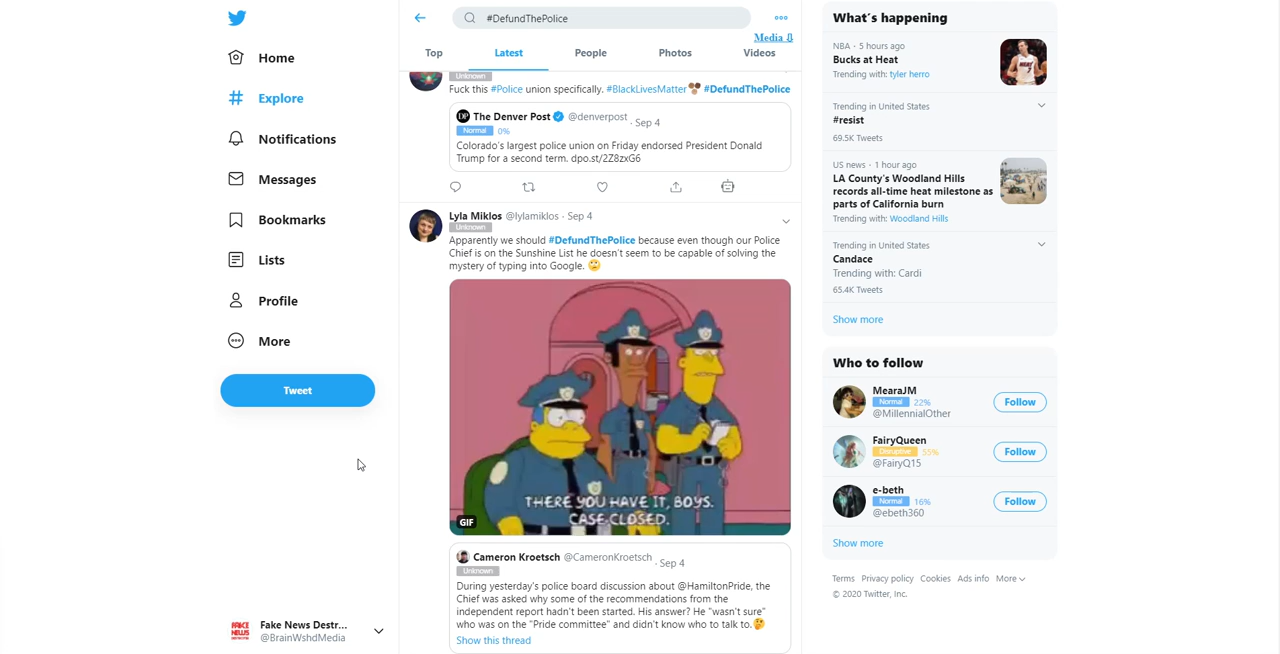 Home
Explore
Notifications
Messages
Bookmarks
Lists
Profile
More
Tweet
FAKE NEWS
Fake News Destr...
@BrainWshdMedia
#DefundThePolice
Media ⇩
Top Latest People Photos Videos
Unknown
Fuck this #Police union specifically. #BlackLivesMatter #DefundThePolice
DP The Denver Post @denverpost · Sep 4
Normal 0%
Colorado's largest police union on Friday endorsed President Donald
Trump for a second term. dpo.st/2Z8zxG6
Lyla Miklos @lylamiklos · Sep 4
Unknown
Apparently we should #DefundThePolice because even though our Police
Chief is on the Sunshine List he doesn't seem to be capable of solving the
mystery of typing into Google. 🙄
THERE YOU HAVE IT, BOYS.
CASE CLOSED.
GIF
Cameron Kroetsch @CameronKroetsch · Sep 4
Unknown
During yesterday's police board discussion about @HamiltonPride, the
Chief was asked why some of the recommendations from the
independent report hadn't been started. His answer? He "wasn't sure"
who was on the "Pride committee" and didn't know who to talk to.🤔
Show this thread
What's happening
NBA · 5 hours ago
Bucks at Heat
Trending with: tyler herro
Trending in United States
#resist
69.5K Tweets
US news · 1 hour ago
LA County's Woodland Hills
records all-time heat milestone as
parts of California burn
Trending with: Woodland Hills
Trending in United States
Candace
Trending with: Cardi
65.4K Tweets
Show more
Who to follow
MearaJM
Normal 22%
@MillennialOther
Follow
FairyQueen
Disruptive 55%
@FairyQ15
Follow
e-beth
Normal 16%
@ebeth360
Follow
Show more
Terms Privacy policy Cookies Ads info More
© 2020 Twitter, Inc.